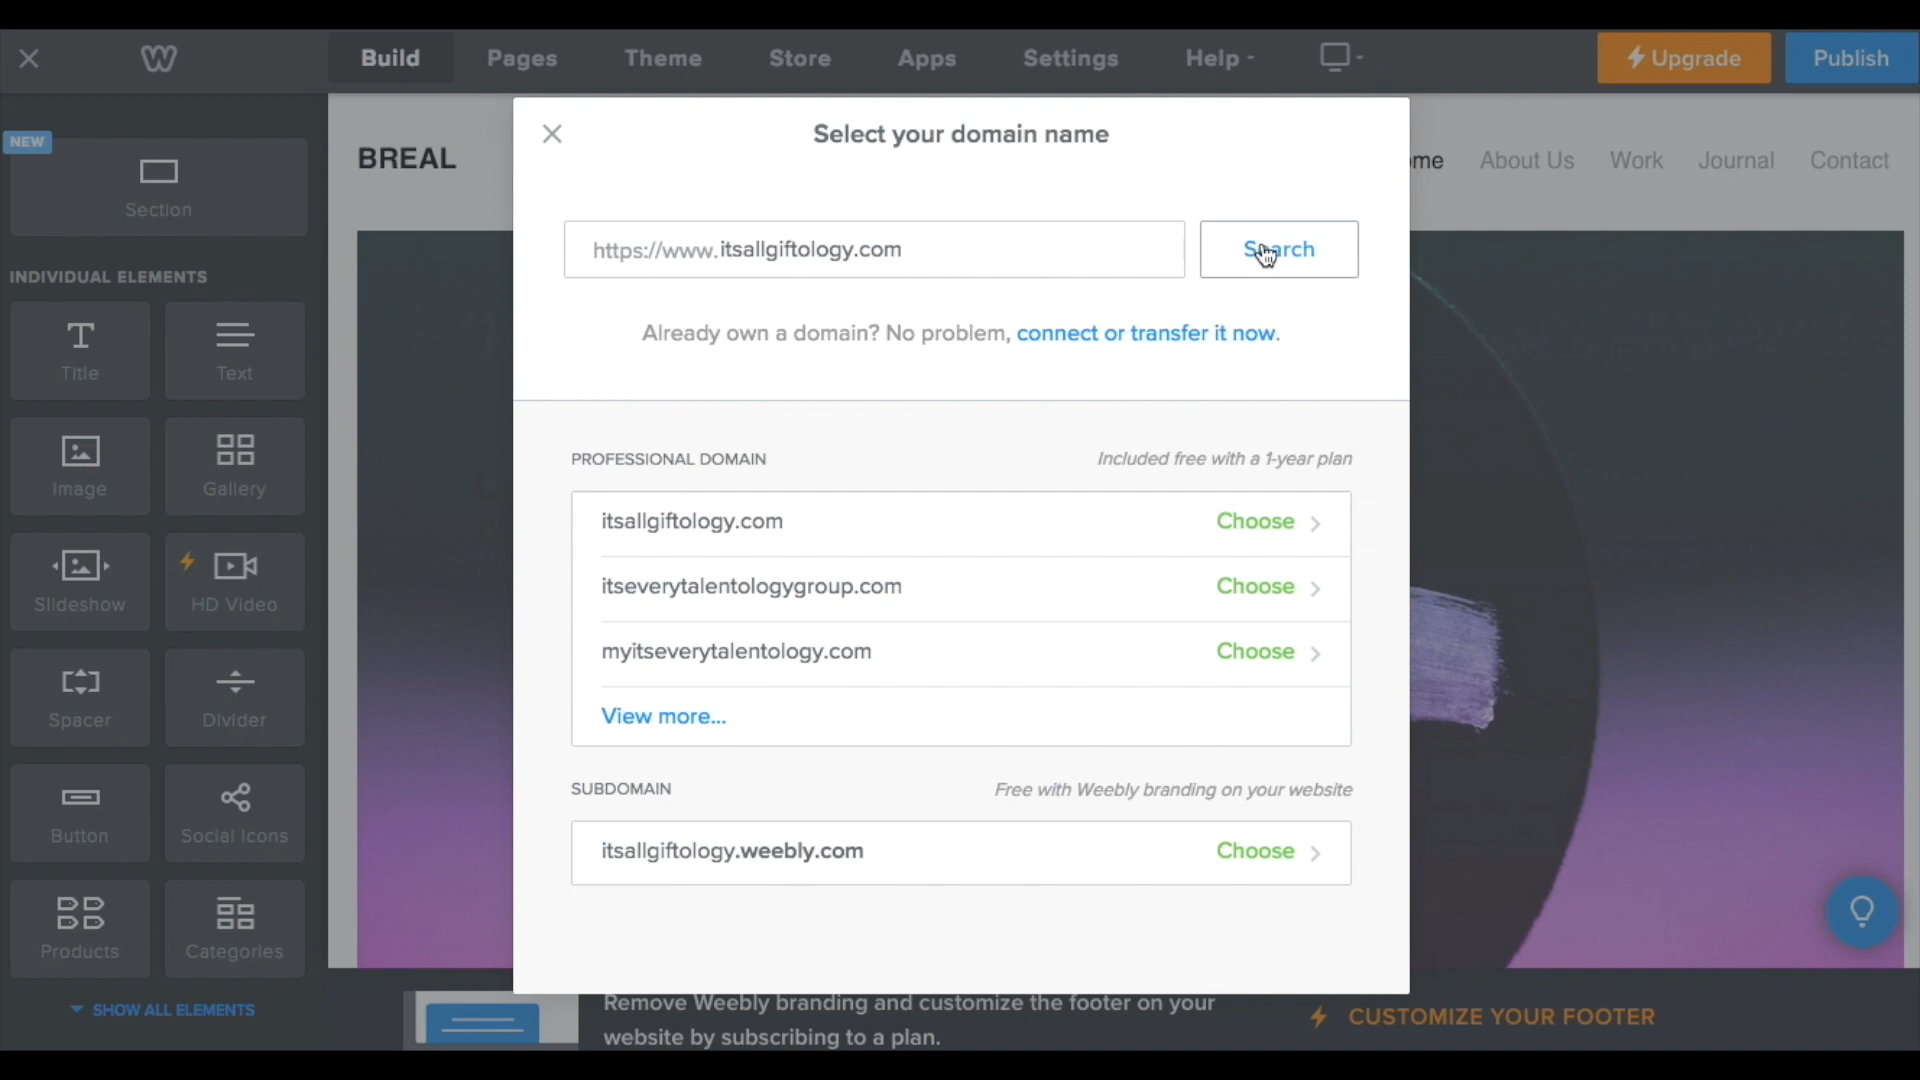 Build Pages Theme Store Apps Settings Help Upgrade Publish
NEW
Section
INDIVIDUAL ELEMENTS
Title Text
Image Gallery
Slideshow HD Video
Spacer Divider
Button Social Icons
Products Categories
SHOW ALL ELEMENTS
BREAL
ome About Us Work Journal Contact
Select your domain name
https://www.itsallgiftology.com Search
Already own a domain? No problem, connect or transfer it now.
PROFESSIONAL DOMAIN Included free with a 1-year plan
itsallgiftology.com Choose
itseverytalentologygroup.com Choose
myitseverytalentology.com Choose
View more...
SUBDOMAIN Free with Weebly branding on your website
itsallgiftology.weebly.com Choose
Remove Weebly branding and customize the footer on your
website by subscribing to a plan.
CUSTOMIZE YOUR FOOTER